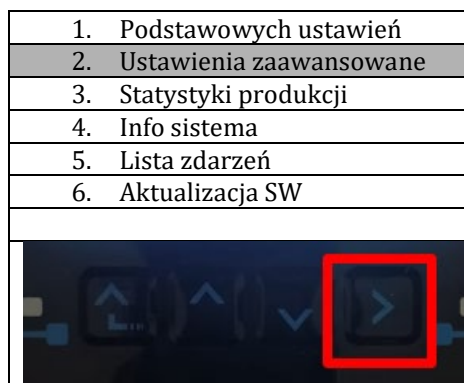 1. Podstawowych ustawień
2. Ustawienia zaawansowane
3. Statystyki produkcji
4. Info sistema
5. Lista zdarzeń
6. Aktualizacja SW